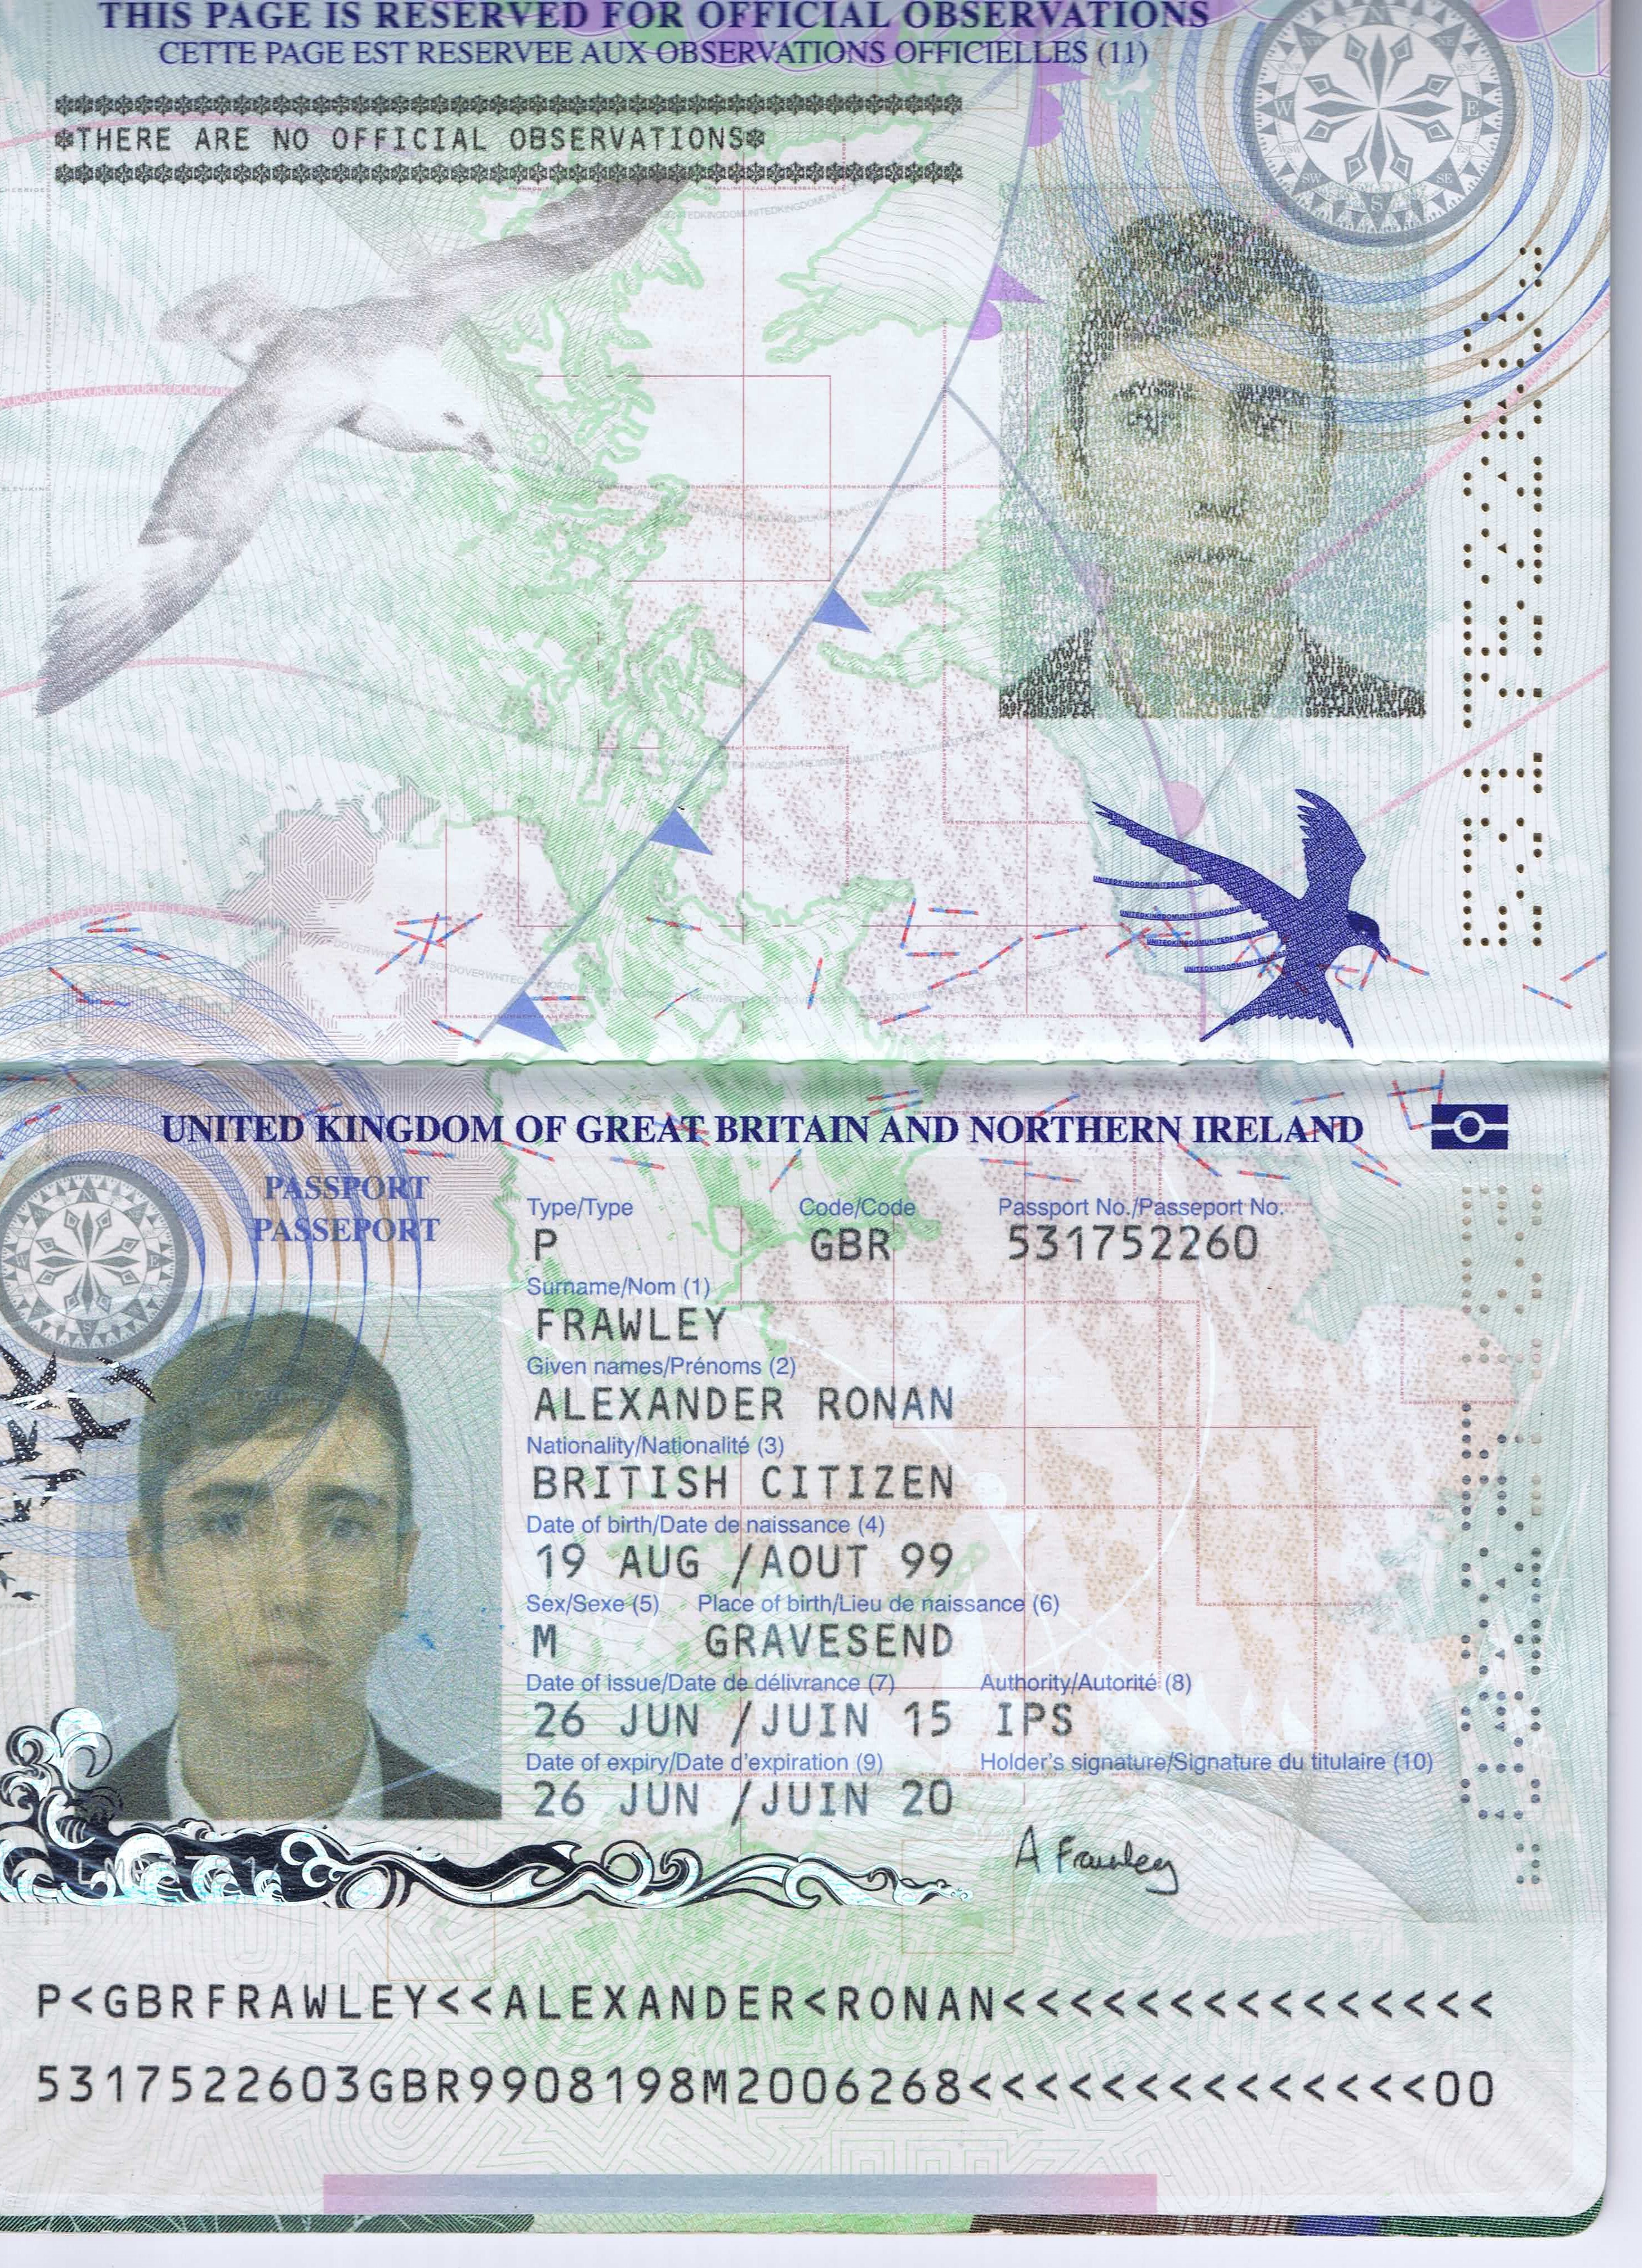 THIS PAGE IS RESERVED FOR OFFICIAL OBSERVATIONS
CETTE PAGE EST RESERVEE AUX OBSERVATIONS OFFICIELLES (11)
*THERE ARE NO OFFICIAL OBSERVATIONS*
UNITED KINGDOM OF GREAT BRITAIN AND NORTHERN IRELAND
PASSPORT
PASSEPORT
Type/Type Code/Code Passport No./Passeport No.
P GBR 531752260
Surname/Nom (1)
FRAWLEY
Given names/Prénoms (2)
ALEXANDER RONAN
Nationality/Nationalité (3)
BRITISH CITIZEN
Date of birth/Date de naissance (4)
19 AUG /AOUT 99
Sex/Sexe (5) Place of birth/Lieu de naissance (6)
M GRAVESEND
Date of issue/Date de délivrance (7) Authority/Autorité (8)
26 JUN /JUIN 15 IPS
Date of expiry/Date d'expiration (9) Holder's signature/Signature du titulaire (10)
26 JUN /JUIN 20
A Frawley
P<GBRFRAWLEY<<ALEXANDER<RONAN<<<<<<<<<<<<<<<
5317522603GBR9908198M2006268<<<<<<<<<<<<<<00